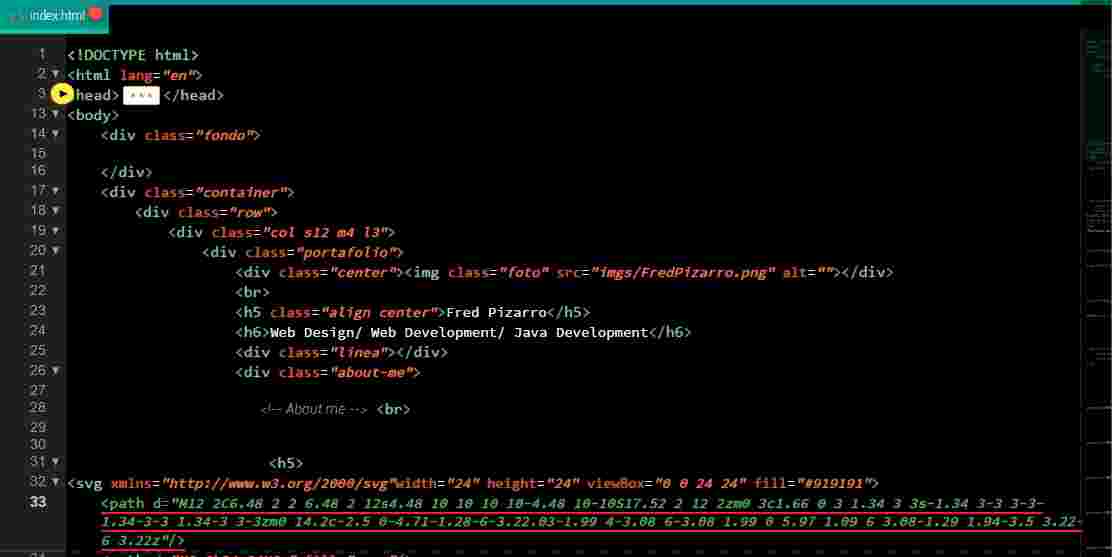 index.html
1 <!DOCTYPE html>
2 <html lang="en">
3 head> ... </head>
13 <body>
14 <div class="fondo">
15
16 </div>
17 <div class="container">
18 <div class="row">
19 <div class="col s12 m4 l3">
20 <div class="portafolio">
21 <div class="center"><img class="foto" src="imgs/FredPizarro.png" alt=""></div>
22 <br>
23 <h5 class="align center">Fred Pizarro</h5>
24 <h6>Web Design/ Web Development/ Java Development</h6>
25 <div class="linea"></div>
26 <div class="about-me">
27
28 <!-- About me --> <br>
29
30
31 <h5>
32 <svg xmlns="http://www.w3.org/2000/svg"width="24" height="24" viewBox="0 0 24 24" fill="#919191">
33 <path d="M12 2C6.48 2 2 6.48 2 12s4.48 10 10 10 10-4.48 10-10S17.52 2 12 2zm0 3c1.66 0 3 1.34 3 3s-1.34 3-3 3-3-
1.34-3-3 1.34-3 3-3zm0 14.2c-2.5 0-4.71-1.28-6-3.22.03-1.99 4-3.08 6-3.08 1.99 0 5.97 1.09 6 3.08-1.29 1.94-3.5 3.22-
6 3.22z"/>